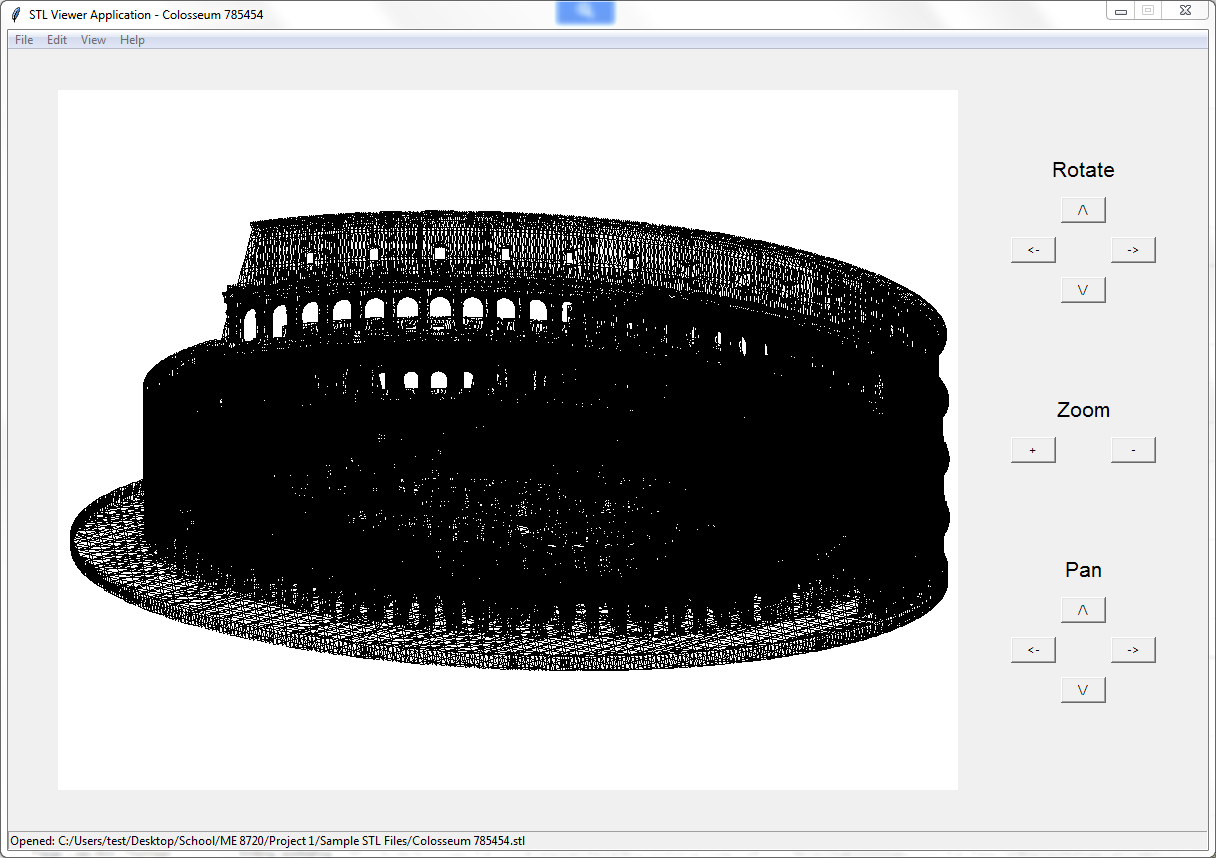 STL Viewer Application - Colosseum 785454
File Edit View Help
Rotate
/\
<- ->
\/
Zoom
+ -
Pan
/\
<- ->
\/
Opened: C:/Users/test/Desktop/School/ME 8720/Project 1/Sample STL Files/Colosseum 785454.stl